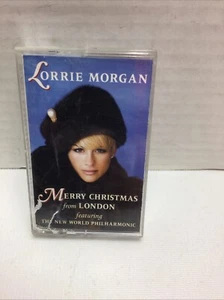 LORRIE MORGAN
MERRY CHRISTMAS
from LONDON
featuring
THE NEW WORLD PHILHARMONIC